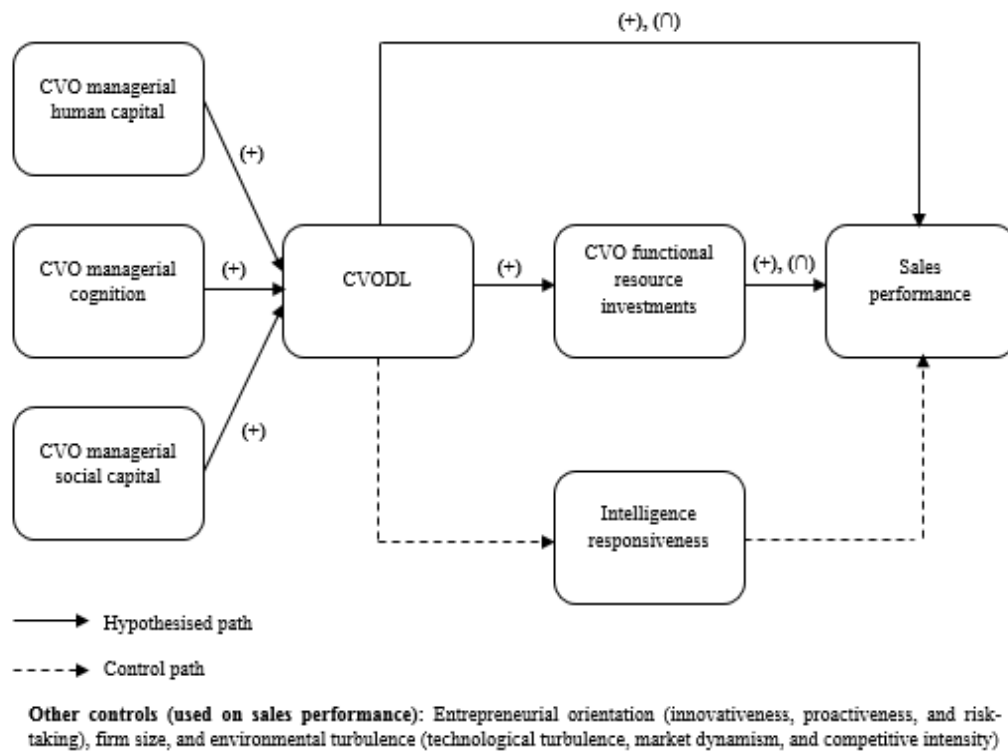 (+), (∩)
CVO managerial
human capital
(+)
CVO managerial
cognition
(+)
CVODL
(+)
CVO functional
resource
investments
(+), (∩)
Sales
performance
CVO managerial
social capital
(+)
Intelligence
responsiveness
Hypothesised path
Control path
Other controls (used on sales performance): Entrepreneurial orientation (innovativeness, proactiveness, and risk-
taking), firm size, and environmental turbulence (technological turbulence, market dynamism, and competitive intensity)